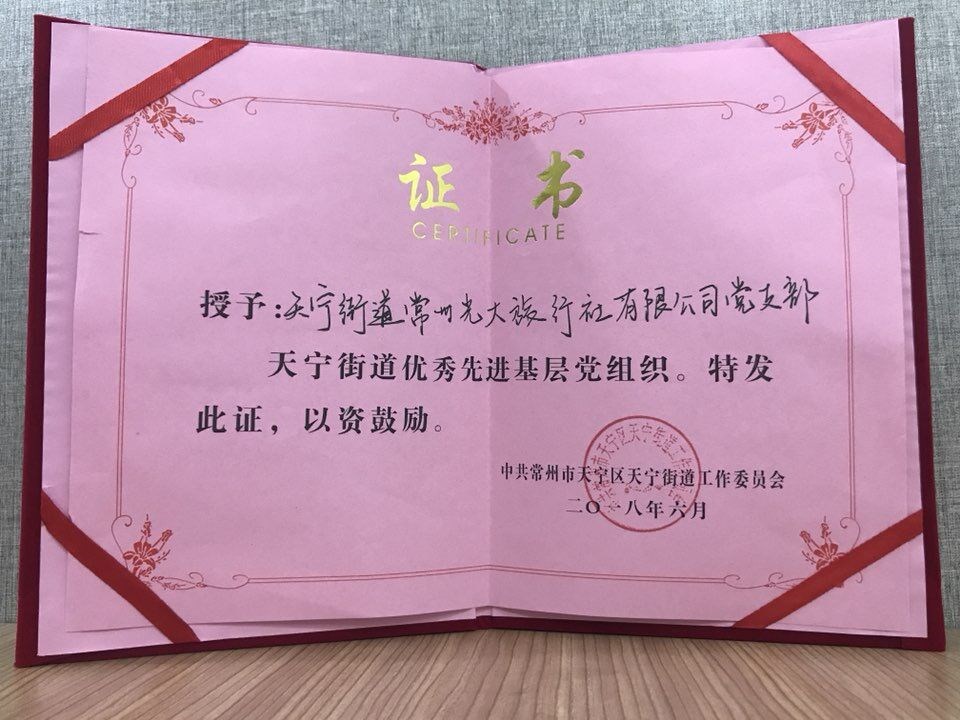 证 书
CERTIFICATE
授予:天宁街道常州光大旅行社有限公司党支部
天宁街道优秀先进基层党组织。特发
此证，以资鼓励。
中共常州市天宁区天宁街道工作委员会
二〇一八年六月